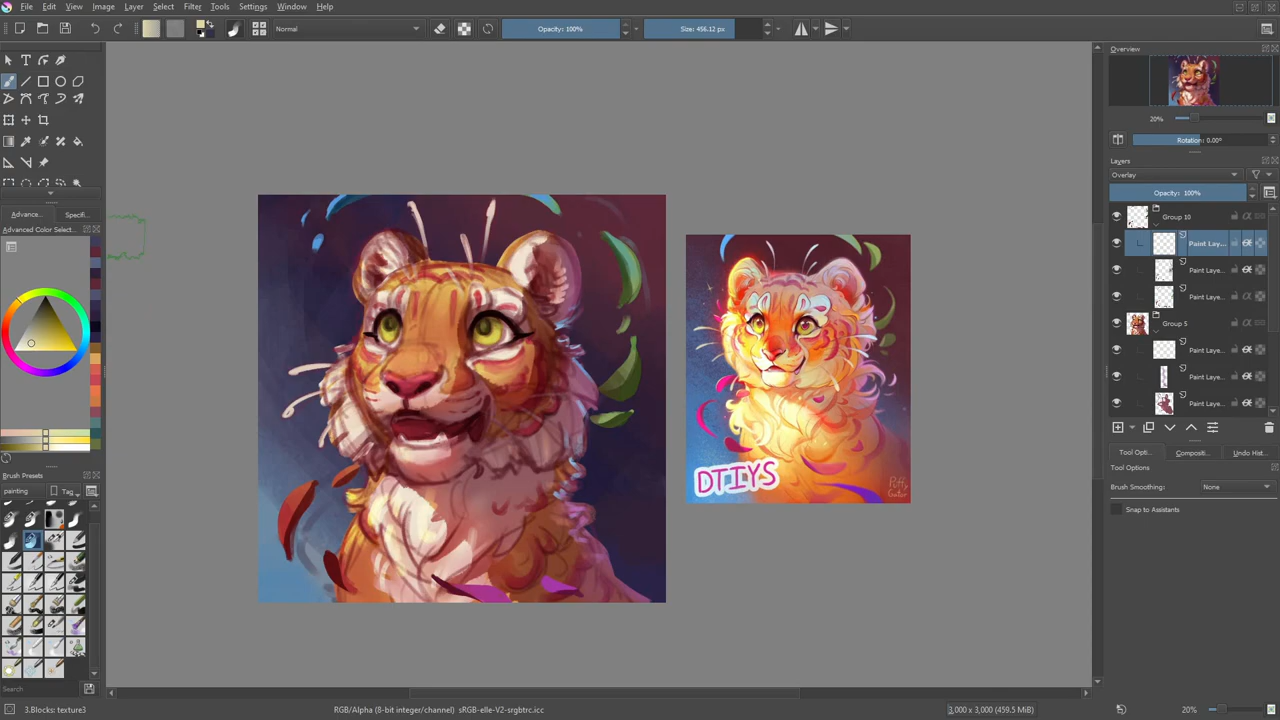 File Edit View Image Layer Select Filter Tools Settings Window Help
Normal Opacity: 100% Size: 456.12 px
Advance... Specifi...
Advanced Color Select...
Brush Presets
painting Tag
Search
3.Blocks: texture3
RGB/Alpha (8-bit integer/channel) sRGB-elle-V2-srgbtrc.icc
3,000 x 3,000 (459.5 MiB)
20%
DTIYS
Puffy
Gator
Overview
20%
Rotation: 0.00°
Layers
Overlay
Opacity: 100%
Group 10
Paint Lay...
Paint Laye...
Paint Laye...
Group 5
Paint Laye...
Paint Laye...
Paint Laye...
Tool Opti... Compositi... Undo Hist...
Tool Options
Brush Smoothing: None
Snap to Assistants